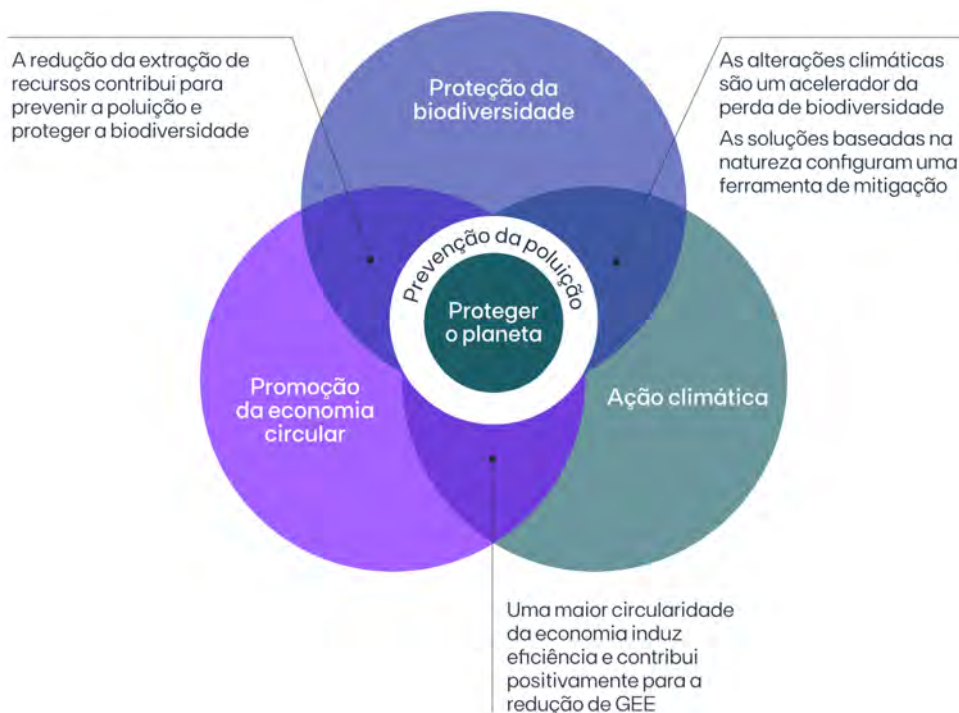 A redução da extração de
recursos contribui para
prevenir a poluição e
proteger a biodiversidade
Proteção da
biodiversidade
As alterações climáticas
são um acelerador da
perda de biodiversidade
As soluções baseadas na
natureza configuram uma
ferramenta de mitigação
Prevenção da poluição
Proteger
o planeta
Promoção
da economia
circular
Ação climática
Uma maior circularidade
da economia induz
eficiência e contribui
positivamente para a
redução de GEE